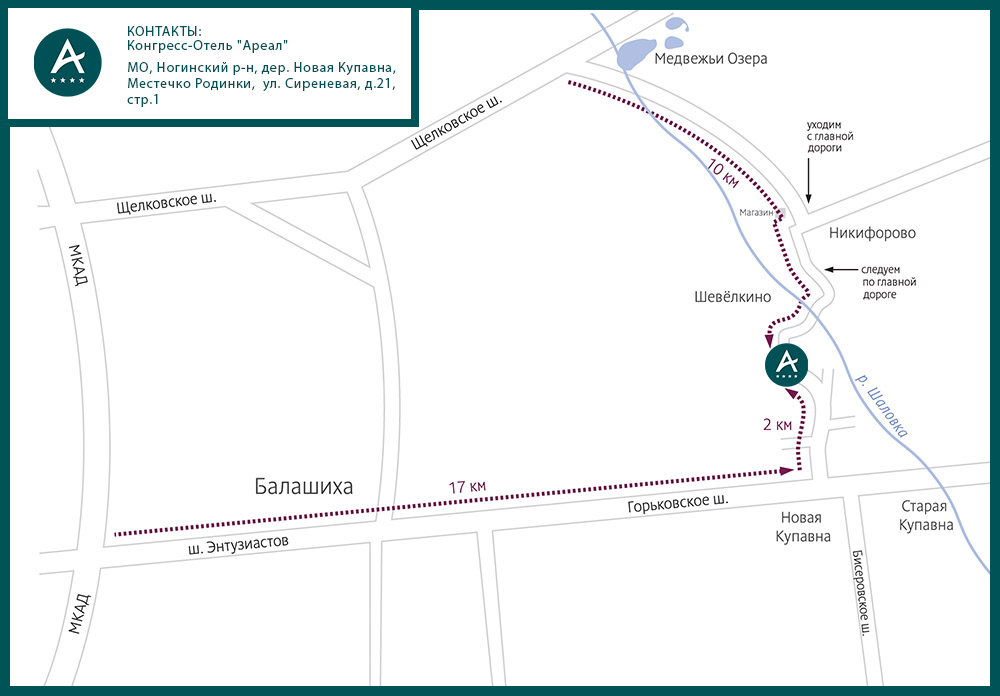 КОНТАКТЫ:
Конгресс-Отель "Ареал"
МО, Ногинский р-н, дер. Новая Купавна,
Местечко Родинки, ул. Сиреневая, д.21,
стр.1
Медвежьи Озера
Щелковское ш.
уходим
с главной
дороги
10 км
Щелковское ш.
Магазин
Никифорово
МКАД
следуем
по главной
дороге
Шевёлкино
р. Шаловка
2 км
Балашиха
17 км
Горьковское ш.
Старая
Купавна
Новая
Купавна
ш. Энтузиастов
Бисеровское ш.
МКАД